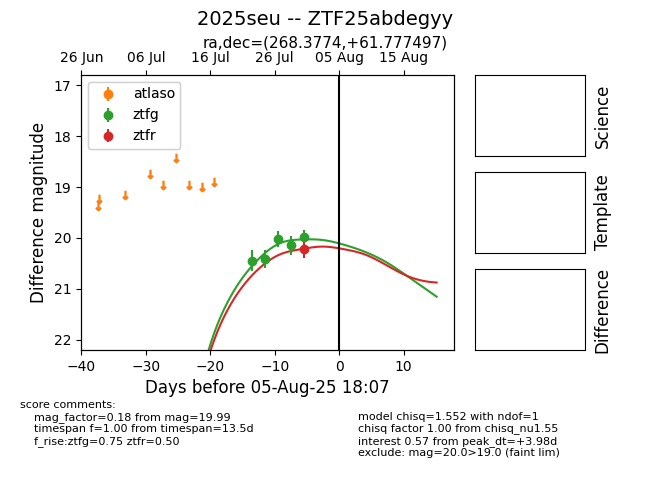 2025seu -- ZTF25abdegyy
ra,dec=(268.3774,+61.777497)
26 Jun 06 Jul 16 Jul 26 Jul 05 Aug 15 Aug
17
18
19
20
21
22
Difference magnitude
atlaso
ztfg
ztfr
−40 −30 −20 −10 0 10
Days before 05-Aug-25 18:07
Science
Template
Difference
score comments:
mag_factor=0.18 from mag=19.99
timespan f=1.00 from timespan=13.5d
f_rise:ztfg=0.75 ztfr=0.50
model chisq=1.552 with ndof=1
chisq factor 1.00 from chisq_nu1.55
interest 0.57 from peak_dt=+3.98d
exclude: mag=20.0>19.0 (faint lim)